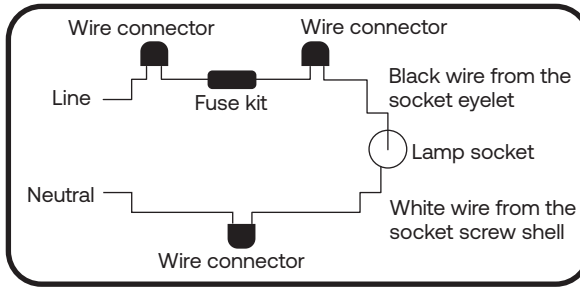 Wire connector
Wire connector
Line
Fuse kit
Black wire from the
socket eyelet
Lamp socket
Neutral
White wire from the
socket screw shell
Wire connector